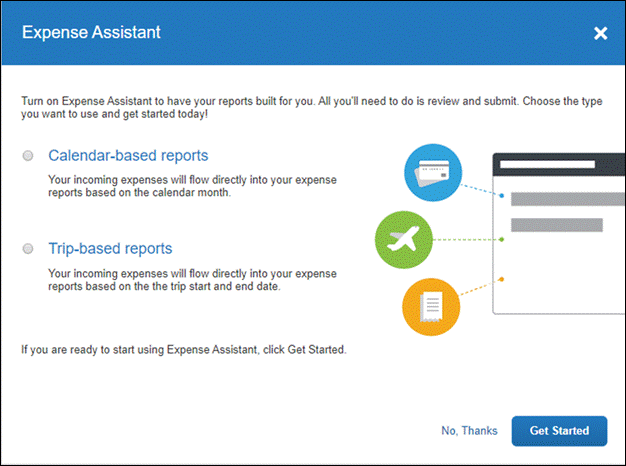 Expense Assistant
Turn on Expense Assistant to have your reports built for you. All you'll need to do is review and submit. Choose the type
you want to use and get started today!
Calendar-based reports
Your incoming expenses will flow directly into your expense
reports based on the calendar month.
Trip-based reports
Your incoming expenses will flow directly into your expense
reports based on the the trip start and end date.
If you are ready to start using Expense Assistant, click Get Started.
No, Thanks
Get Started